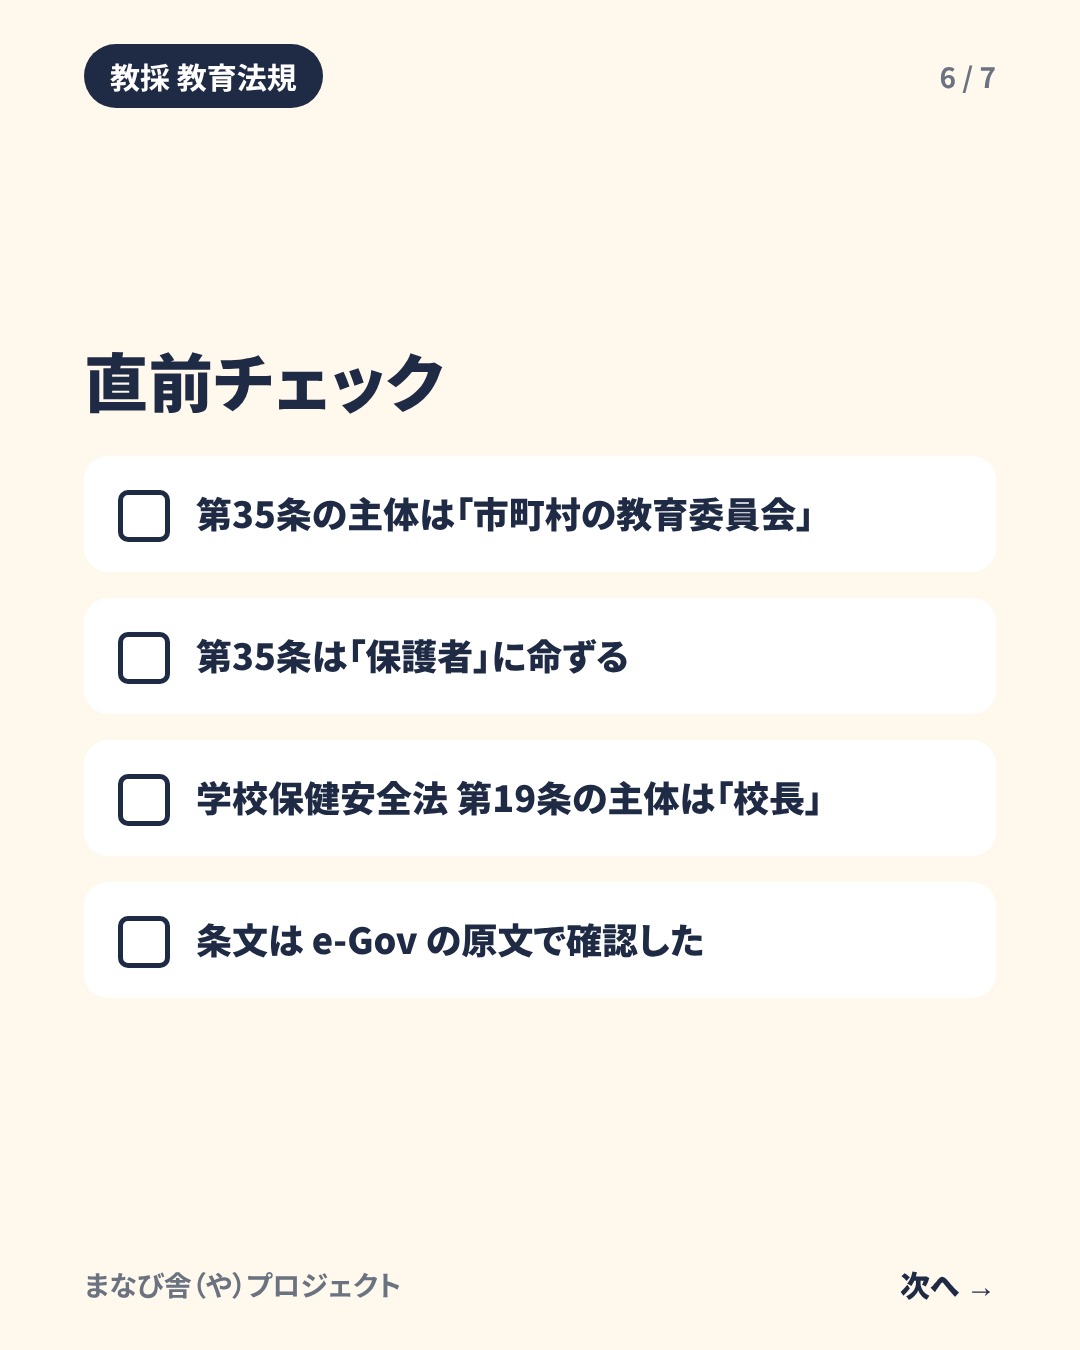 教採 教育法規
6 / 7
直前チェック
第35条の主体は「市町村の教育委員会」
第35条は「保護者」に命ずる
学校保健安全法 第19条の主体は「校長」
条文は e-Gov の原文で確認した
まなび舎（や）プロジェクト
次へ →